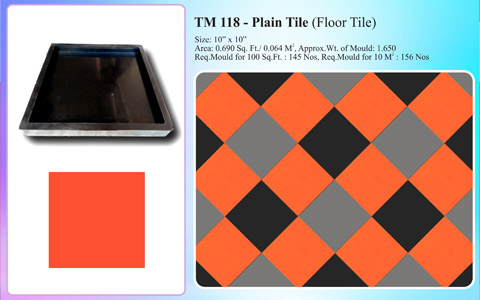 TM 118 - Plain Tile (Floor Tile)
Size: 10” x 10”
Area: 0.690 Sq. Ft./ 0.064 M², Approx.Wt. of Mould: 1.650
Req.Mould for 100 Sq.Ft. : 145 Nos, Req.Mould for 10 M² : 156 Nos